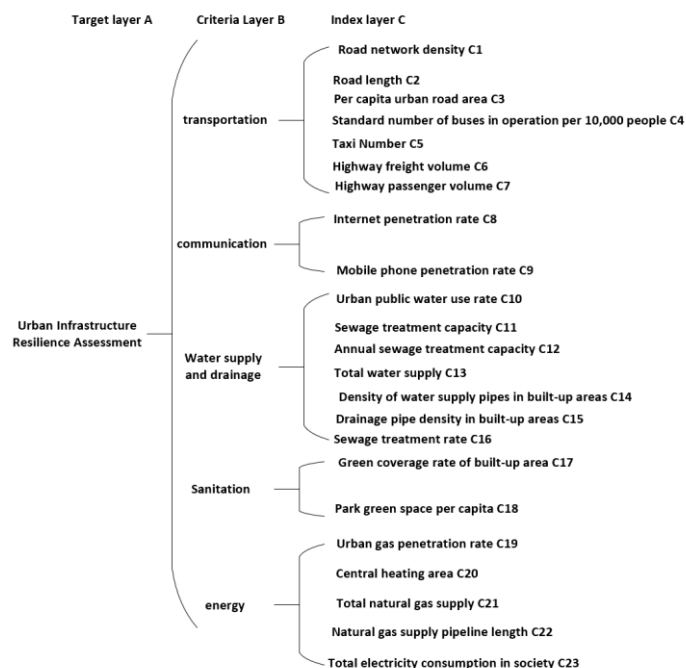 Target layer A
Criteria Layer B
Index layer C
Urban Infrastructure
Resilience Assessment
transportation
Road network density C1
Road length C2
Per capita urban road area C3
Standard number of buses in operation per 10,000 people C4
Taxi Number C5
Highway freight volume C6
Highway passenger volume C7
communication
Internet penetration rate C8
Mobile phone penetration rate C9
Water supply
and drainage
Urban public water use rate C10
Sewage treatment capacity C11
Annual sewage treatment capacity C12
Total water supply C13
Density of water supply pipes in built-up areas C14
Drainage pipe density in built-up areas C15
Sewage treatment rate C16
Sanitation
Green coverage rate of built-up area C17
Park green space per capita C18
energy
Urban gas penetration rate C19
Central heating area C20
Total natural gas supply C21
Natural gas supply pipeline length C22
Total electricity consumption in society C23